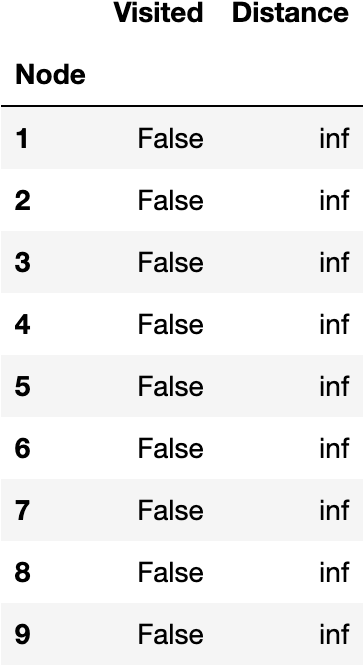 Visited Distance
Node
1 False inf
2 False inf
3 False inf
4 False inf
5 False inf
6 False inf
7 False inf
8 False inf
9 False inf